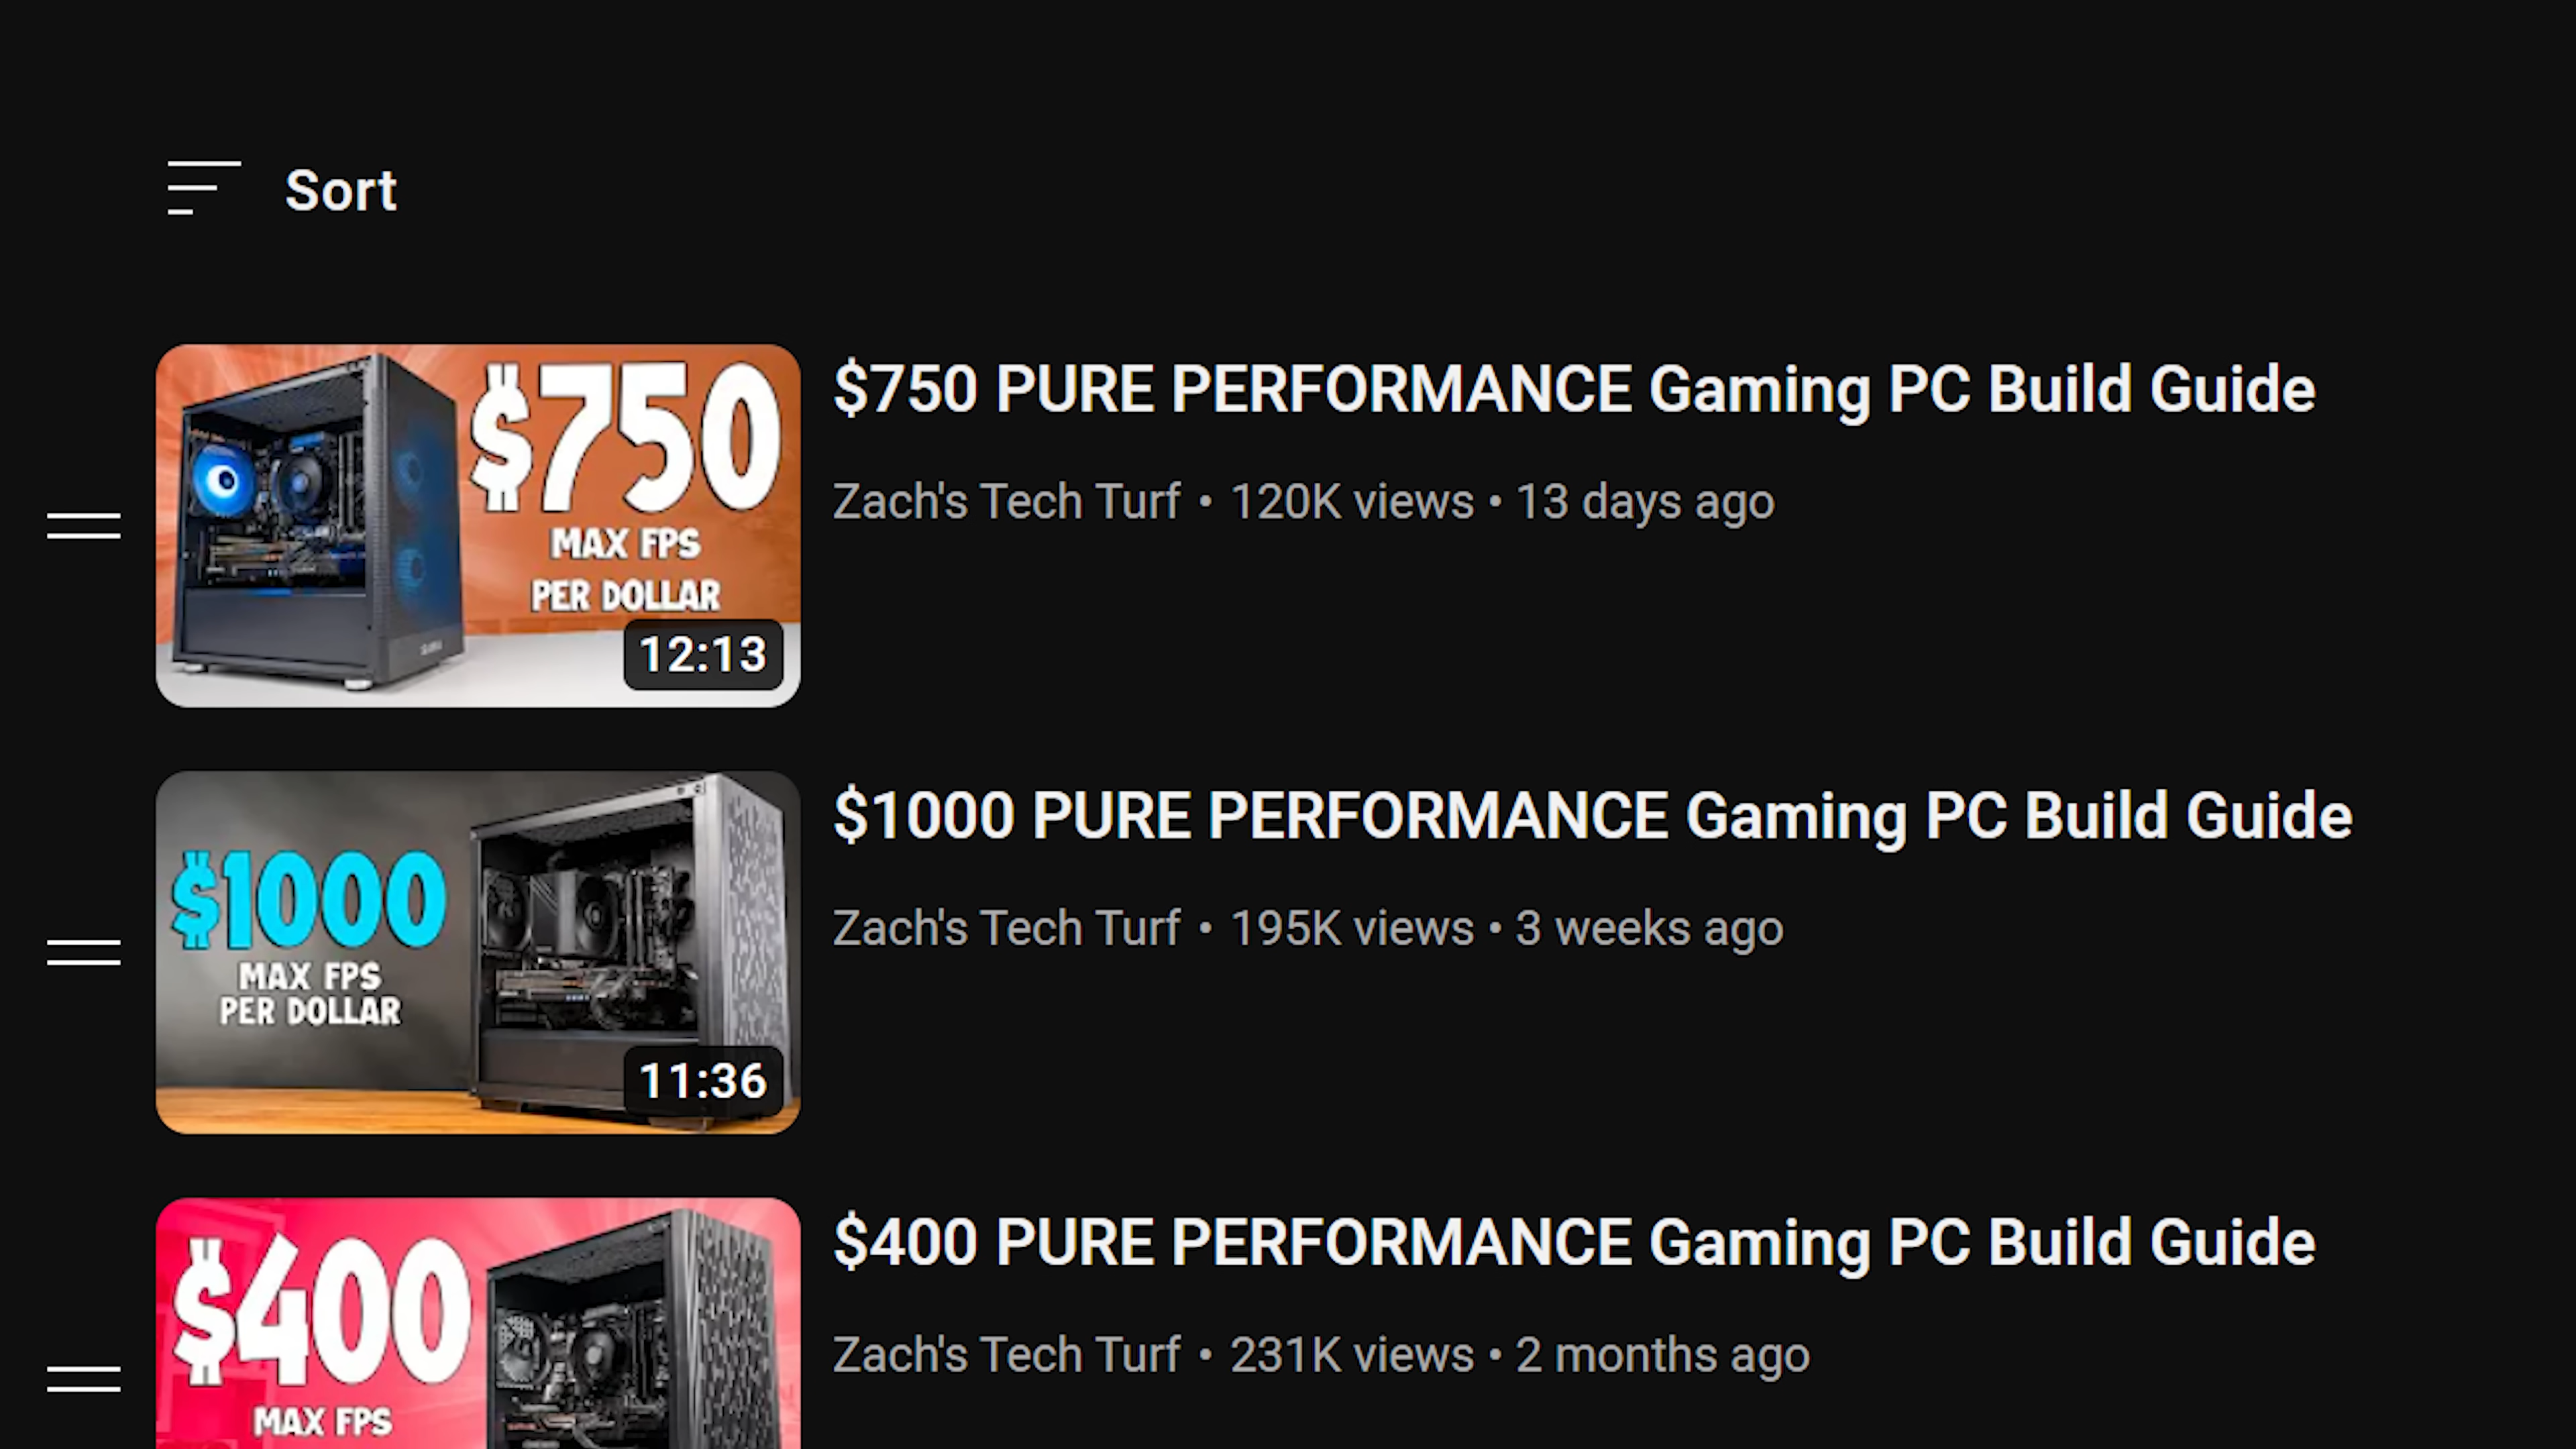 Sort
$750
MAX FPS
PER DOLLAR
12:13
$750 PURE PERFORMANCE Gaming PC Build Guide
Zach's Tech Turf • 120K views • 13 days ago
$1000
MAX FPS
PER DOLLAR
11:36
$1000 PURE PERFORMANCE Gaming PC Build Guide
Zach's Tech Turf • 195K views • 3 weeks ago
$400
MAX FPS
$400 PURE PERFORMANCE Gaming PC Build Guide
Zach's Tech Turf • 231K views • 2 months ago